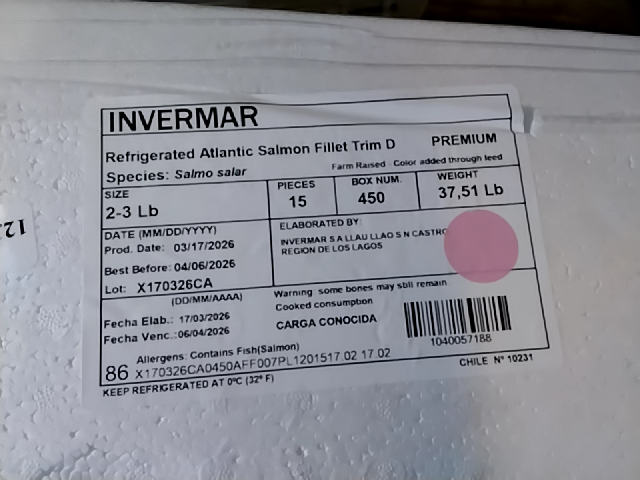 INVERMAR
Refrigerated Atlantic Salmon Fillet Trim D PREMIUM
Species: Salmo salar Farm Raised Color added through feed
SIZE PIECES BOX NUM. WEIGHT
2-3 Lb 15 450 37,51 Lb
DATE (MM/DD/YYYY)
Prod. Date: 03/17/2026
Best Before: 04/06/2026
Lot: X170326CA
ELABORATED BY:
INVERMAR S A LLAU LLAO S N CASTRO
REGION DE LOS LAGOS
(DD/MM/AAAA)
Fecha Elab.: 17/03/2026
Fecha Venc.:06/04/2026
Warning: some bones may still remain
Cooked consumption
CARGA CONOCIDA
1040057188
Allergens: Contains Fish(Salmon)
86 X170326CA0450AFF007PL1201517.02 17.02
CHILE N° 10231
KEEP REFRIGERATED AT 0ºC (32º F)